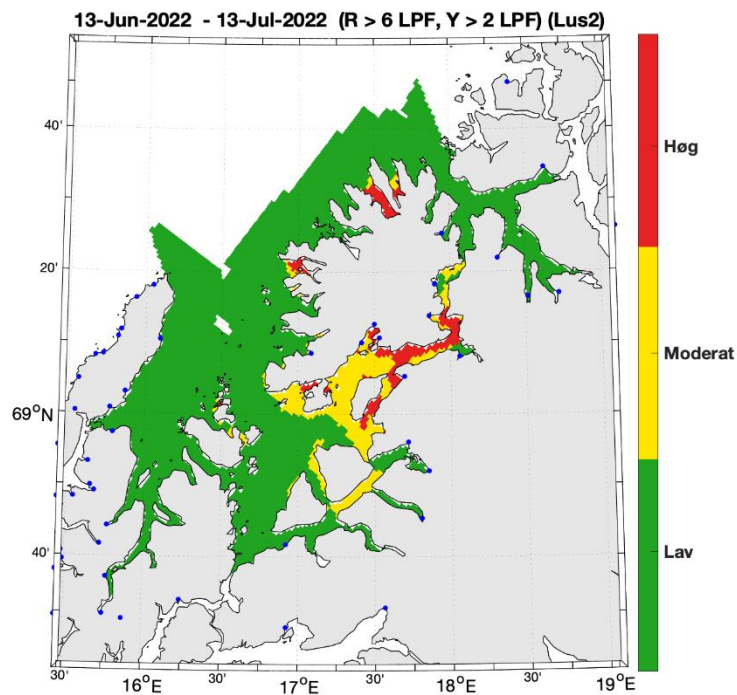 13-Jun-2022 - 13-Jul-2022 (R > 6 LPF, Y > 2 LPF) (Lus2)
40'
20'
69°N
40'
30'
16°E
30'
17°E
30'
18°E
30'
19°E
Høg
Moderat
Lav